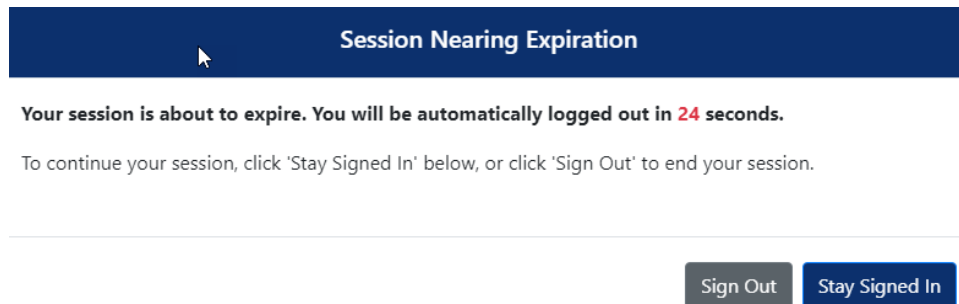 Session Nearing Expiration
Your session is about to expire. You will be automatically logged out in 24 seconds.
To continue your session, click 'Stay Signed In' below, or click 'Sign Out' to end your session.
Sign Out Stay Signed In